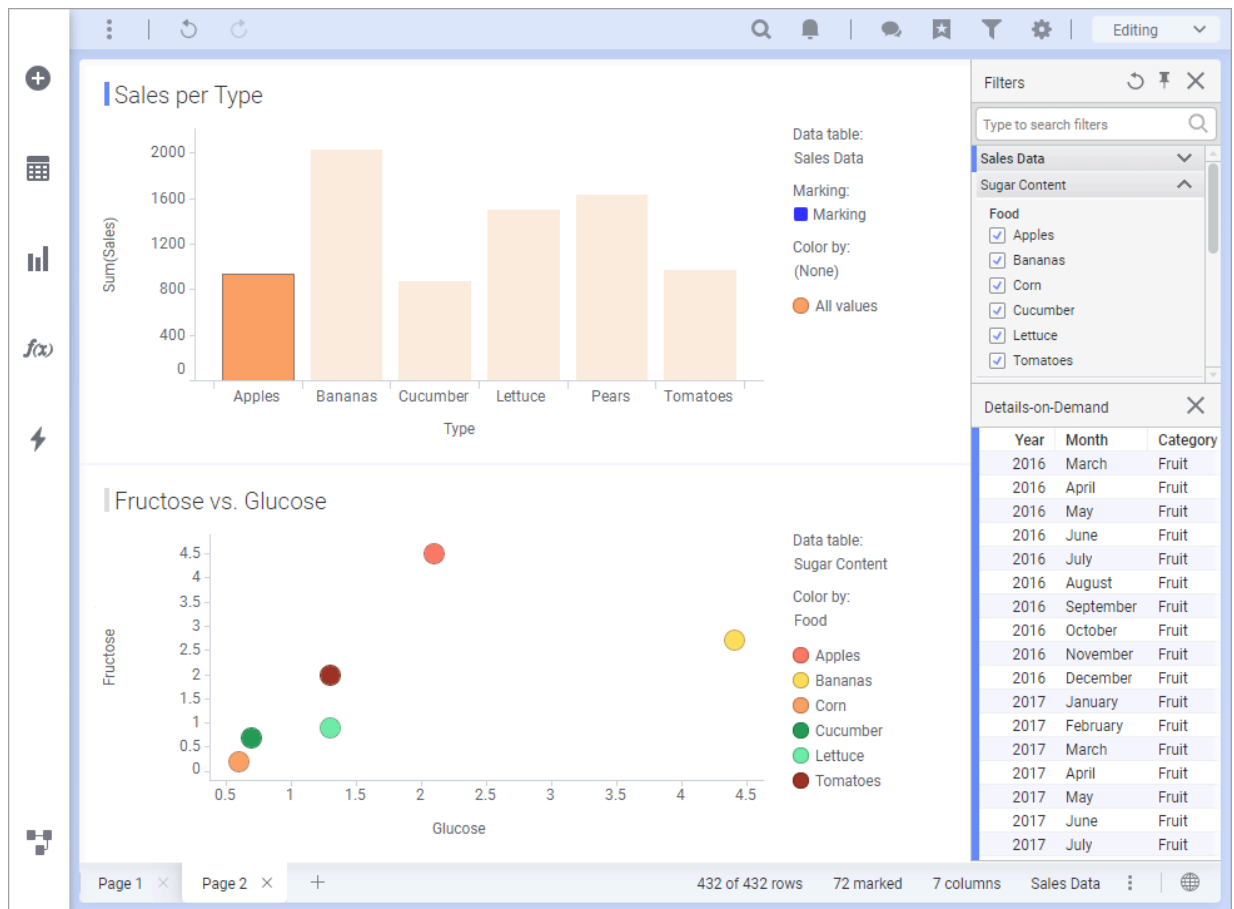 Editing
Sales per Type
2000
1600
1200
800
400
0
Sum(Sales)
Apples Bananas Cucumber Lettuce Pears Tomatoes
Type
Data table:
Sales Data
Marking:
Marking
Color by:
(None)
All values
Fructose vs. Glucose
4.5
4
3.5
3
2.5
2
1.5
1
0.5
0
Fructose
0.5 1 1.5 2 2.5 3 3.5 4 4.5
Glucose
Data table:
Sugar Content
Color by:
Food
Apples
Bananas
Corn
Cucumber
Lettuce
Tomatoes
Filters
Type to search filters
Sales Data
Sugar Content
Food
Apples
Bananas
Corn
Cucumber
Lettuce
Tomatoes
Details-on-Demand
Year Month Category
2016 March Fruit
2016 April Fruit
2016 May Fruit
2016 June Fruit
2016 July Fruit
2016 August Fruit
2016 September Fruit
2016 October Fruit
2016 November Fruit
2016 December Fruit
2017 January Fruit
2017 February Fruit
2017 March Fruit
2017 April Fruit
2017 May Fruit
2017 June Fruit
2017 July Fruit
f(x)
Page 1 Page 2 432 of 432 rows 72 marked 7 columns Sales Data